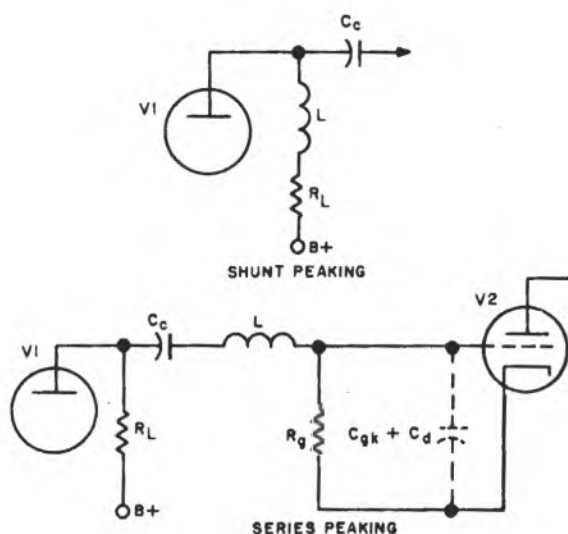 Cc
V1
L
RL
B+
SHUNT PEAKING
V2
V1
Cc
L
RL
Rg
Cgk + Cd
B+
SERIES PEAKING